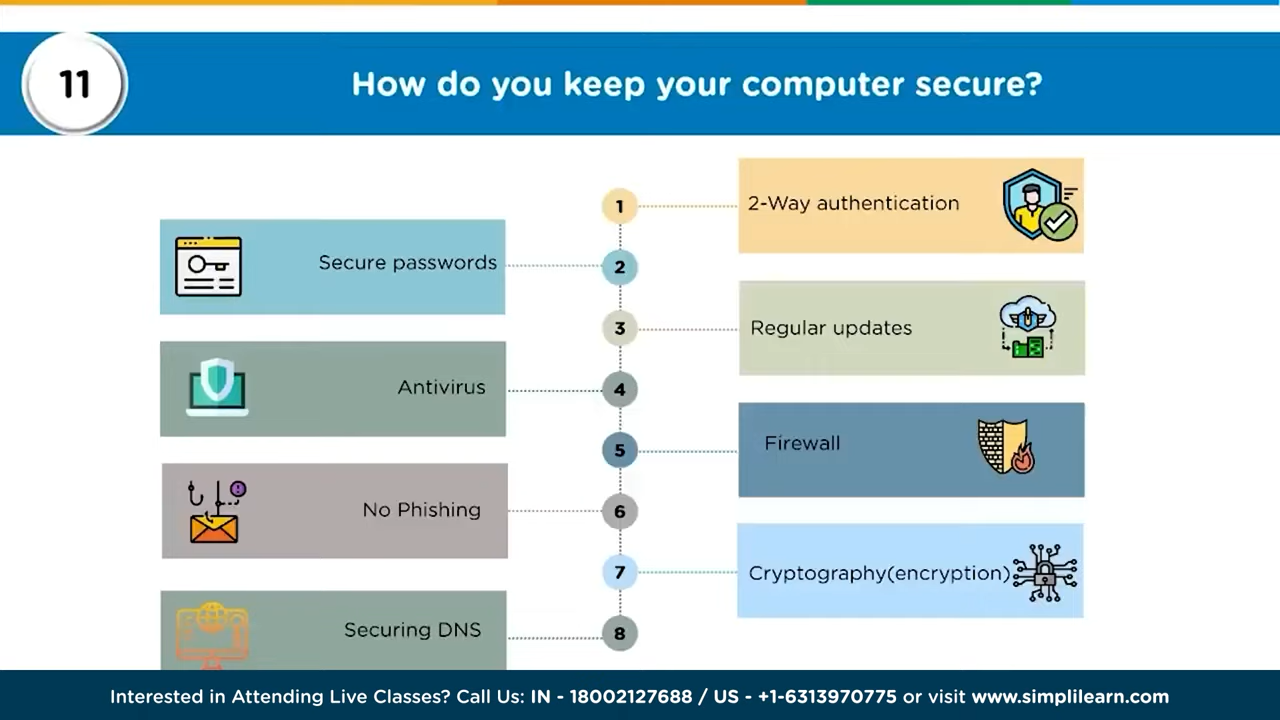 11
How do you keep your computer secure?
1
2-Way authentication
Secure passwords
2
3
Regular updates
Antivirus
4
5
Firewall
No Phishing
6
7
Cryptography(encryption)
Securing DNS
8
Interested in Attending Live Classes? Call Us: IN - 18002127688 / US - +1-6313970775 or visit www.simplilearn.com